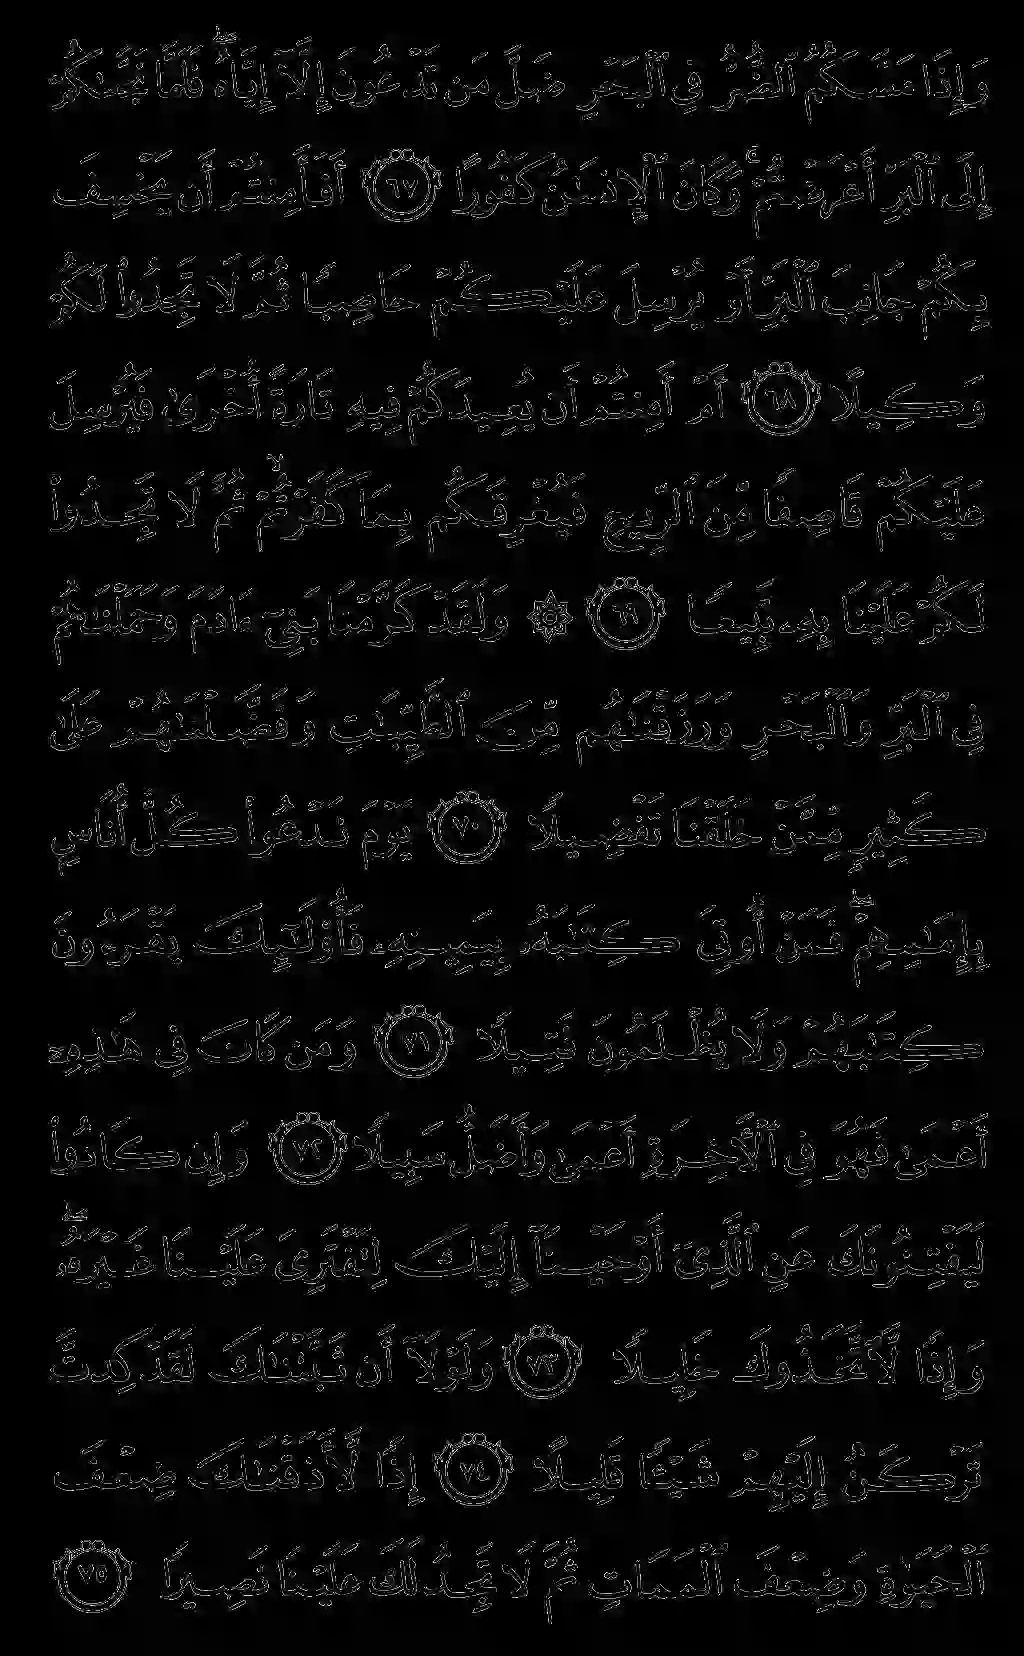 وَإِذَا مَسَّكُمُ ٱلضُّرُّ فِي ٱلْبَحْرِ ضَلَّ مَن تَدْعُونَ إِلَّآ إِيَّاهُۖ فَلَمَّا نَجَّىٰكُمْ
إِلَى ٱلْبَرِّ أَعْرَضْتُمْۚ وَكَانَ ٱلْإِنسَٰنُ كَفُورًا ٦٧ أَفَأَمِنتُمْ أَن يَخْسِفَ
بِكُمْ جَانِبَ ٱلْبَرِّ أَوْ يُرْسِلَ عَلَيْكُمْ حَاصِبًا ثُمَّ لَا تَجِدُوا۟ لَكُمْ
وَكِيلًا ٦٨ أَمْ أَمِنتُمْ أَن يُعِيدَكُمْ فِيهِ تَارَةً أُخْرَىٰ فَيُرْسِلَ
عَلَيْكُمْ قَاصِفًا مِّنَ ٱلرِّيحِ فَيُغْرِقَكُم بِمَا كَفَرْتُمْۙ ثُمَّ لَا تَجِدُوا۟
لَكُمْ عَلَيْنَا بِهِۦ تَبِيعًا ٦٩ ۞ وَلَقَدْ كَرَّمْنَا بَنِىٓ ءَادَمَ وَحَمَلْنَٰهُمْ
فِي ٱلْبَرِّ وَٱلْبَحْرِ وَرَزَقْنَٰهُم مِّنَ ٱلطَّيِّبَٰتِ وَفَضَّلْنَٰهُمْ عَلَىٰ
كَثِيرٍ مِّمَّنْ خَلَقْنَا تَفْضِيلًا ٧٠ يَوْمَ نَدْعُوا۟ كُلَّ أُنَاسٍۭ
بِإِمَٰمِهِمْۖ فَمَنْ أُوتِىَ كِتَٰبَهُۥ بِيَمِينِهِۦ فَأُو۟لَٰٓئِكَ يَقْرَءُونَ
كِتَٰبَهُمْ وَلَا يُظْلَمُونَ فَتِيلًا ٧١ وَمَن كَانَ فِى هَٰذِهِۦٓ
أَعْمَىٰ فَهُوَ فِي ٱلْءَاخِرَةِ أَعْمَىٰ وَأَضَلُّ سَبِيلًا ٧٢ وَإِن كَادُوا۟
لَيَفْتِنُونَكَ عَنِ ٱلَّذِىٓ أَوْحَيْنَآ إِلَيْكَ لِتَفْتَرِىَ عَلَيْنَا غَيْرَهُۥۖ
وَإِذًا لَّٱتَّخَذُوكَ خَلِيلًا ٧٣ وَلَوْلَآ أَن ثَبَّتْنَٰكَ لَقَدْ كِدتَّ
تَرْكَنُ إِلَيْهِمْ شَيْـًٔا قَلِيلًا ٧٤ إِذًا لَّأَذَقْنَٰكَ ضِعْفَ
ٱلْحَيَوٰةِ وَضِعْفَ ٱلْمَمَاتِ ثُمَّ لَا تَجِدُ لَكَ عَلَيْنَا نَصِيرًا ٧٥